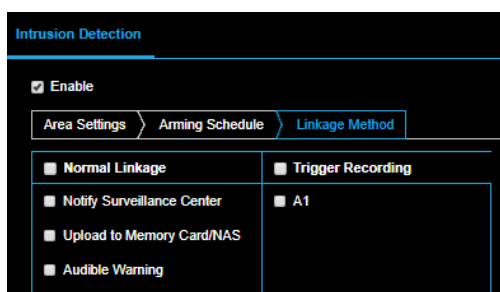 Intrusion Detection
Enable
Area Settings Arming Schedule Linkage Method
Normal Linkage Trigger Recording
Notify Surveillance Center A1
Upload to Memory Card/NAS
Audible Warning